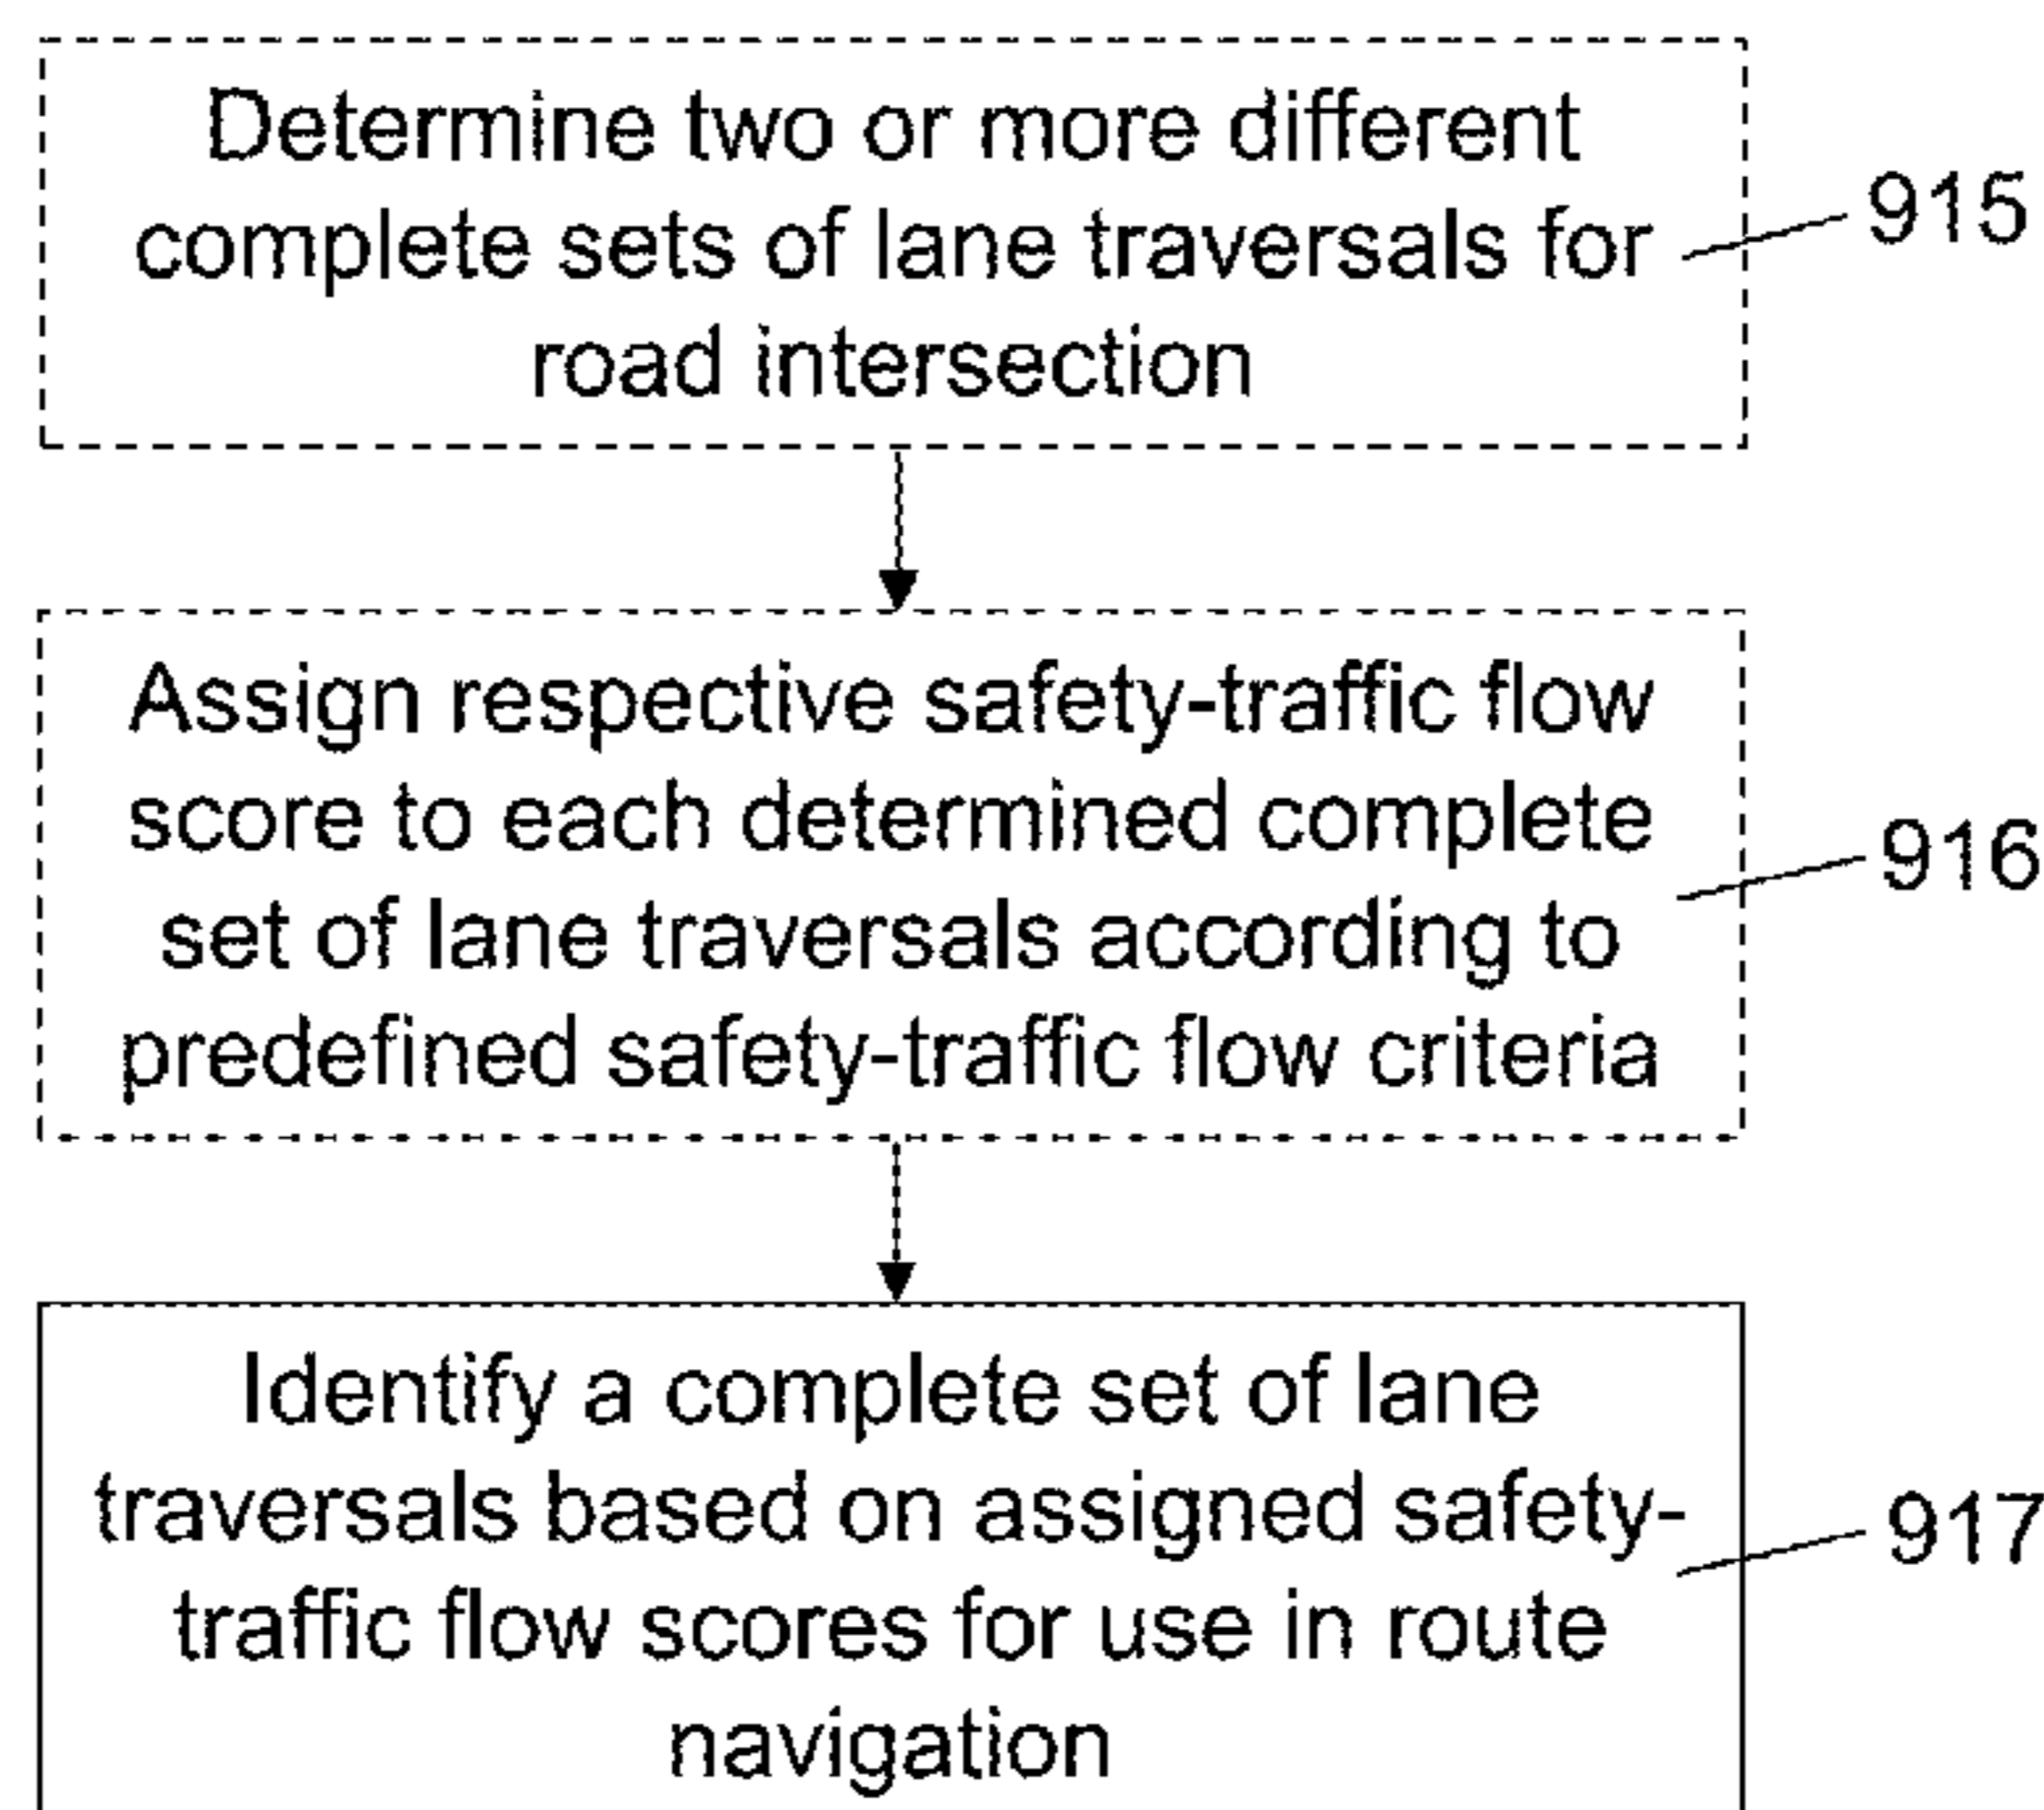 Determine two or more different
complete sets of lane traversals for
road intersection
915
Assign respective safety-traffic flow
score to each determined complete
set of lane traversals according to
predefined safety-traffic flow criteria
916
Identify a complete set of lane
traversals based on assigned safety-
traffic flow scores for use in route
navigation
917